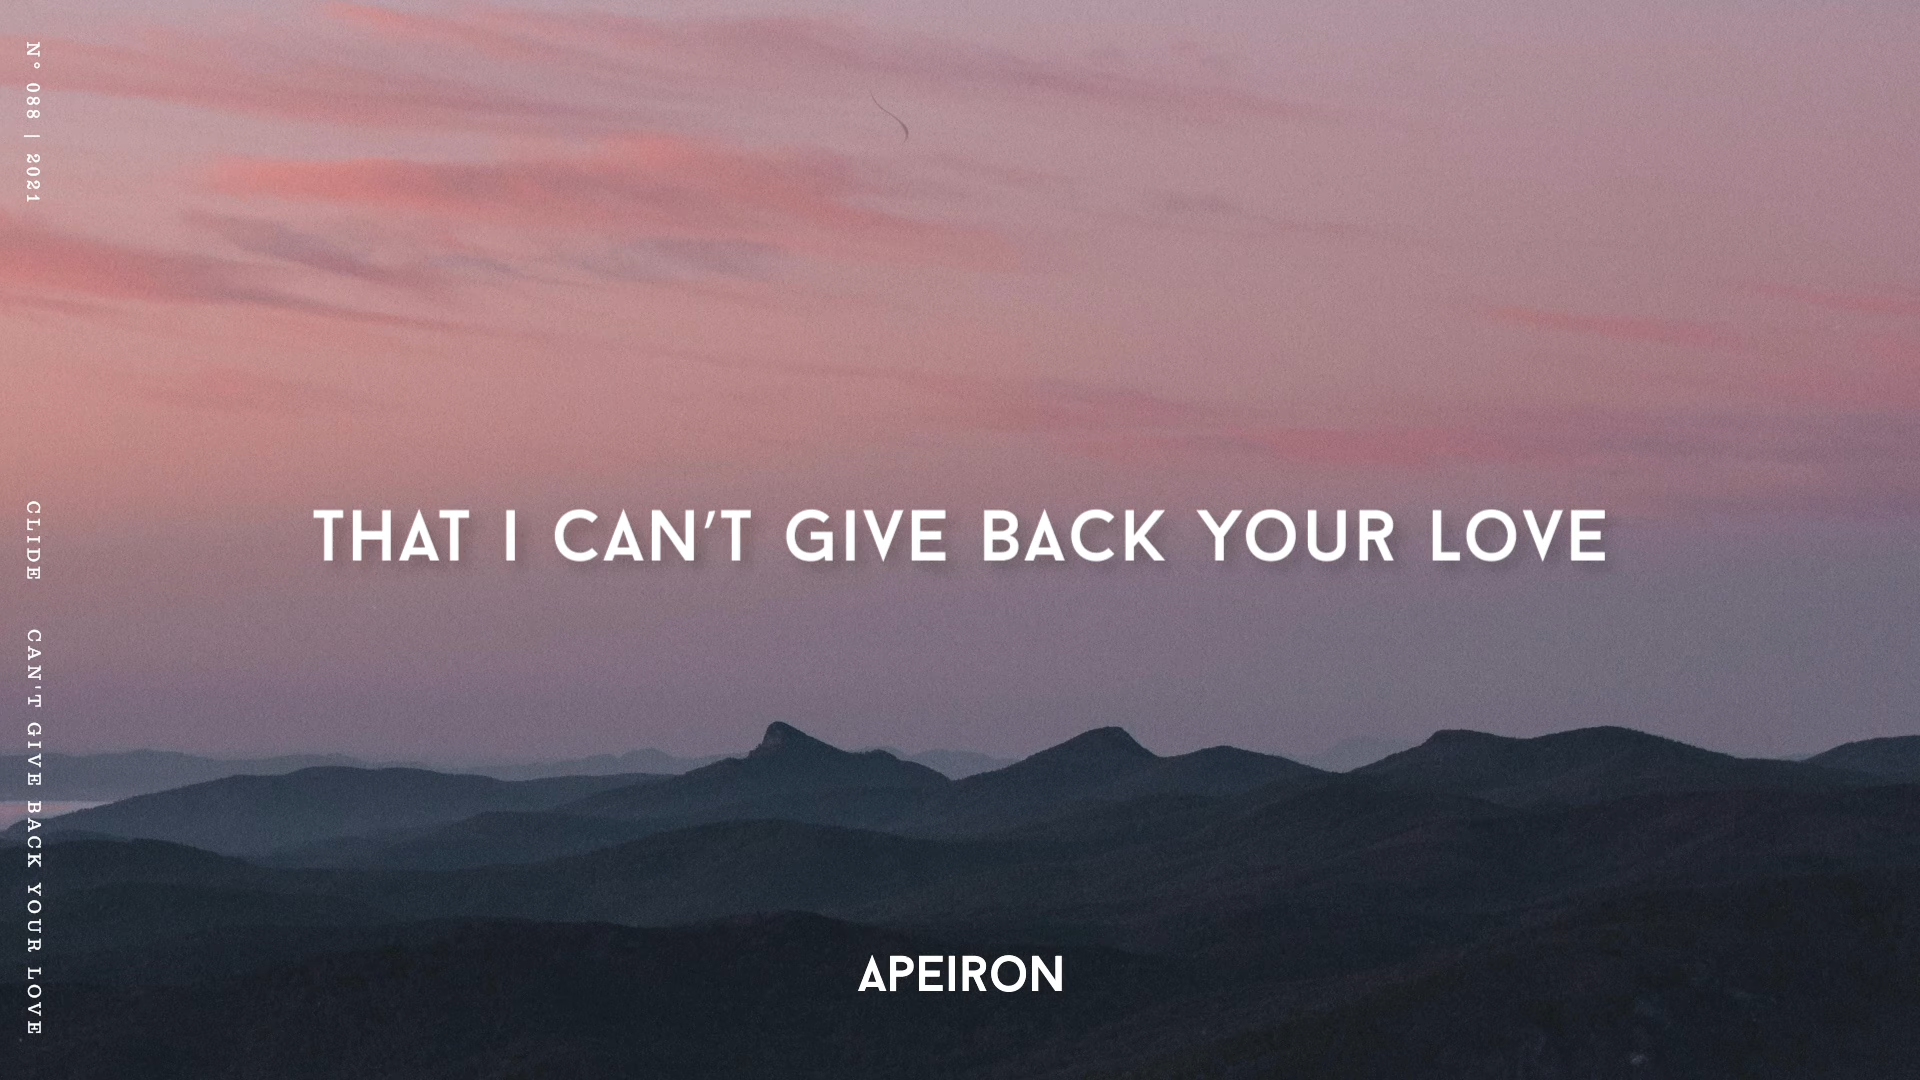 N° 088 | 2021
CLIDE CAN'T GIVE BACK YOUR LOVE
THAT I CAN'T GIVE BACK YOUR LOVE
APEIRON